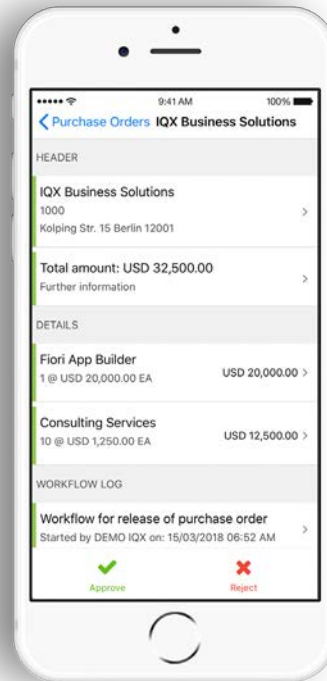 9:41 AM 100%
Purchase Orders IQX Business Solutions
HEADER
IQX Business Solutions
1000
Kolping Str. 15 Berlin 12001
Total amount: USD 32,500.00
Further information
DETAILS
Fiori App Builder
1 @ USD 20,000.00 EA USD 20,000.00
Consulting Services
10 @ USD 1,250.00 EA USD 12,500.00
WORKFLOW LOG
Workflow for release of purchase order
Started by DEMO IQX on: 15/03/2018 06:52 AM
Approve Reject